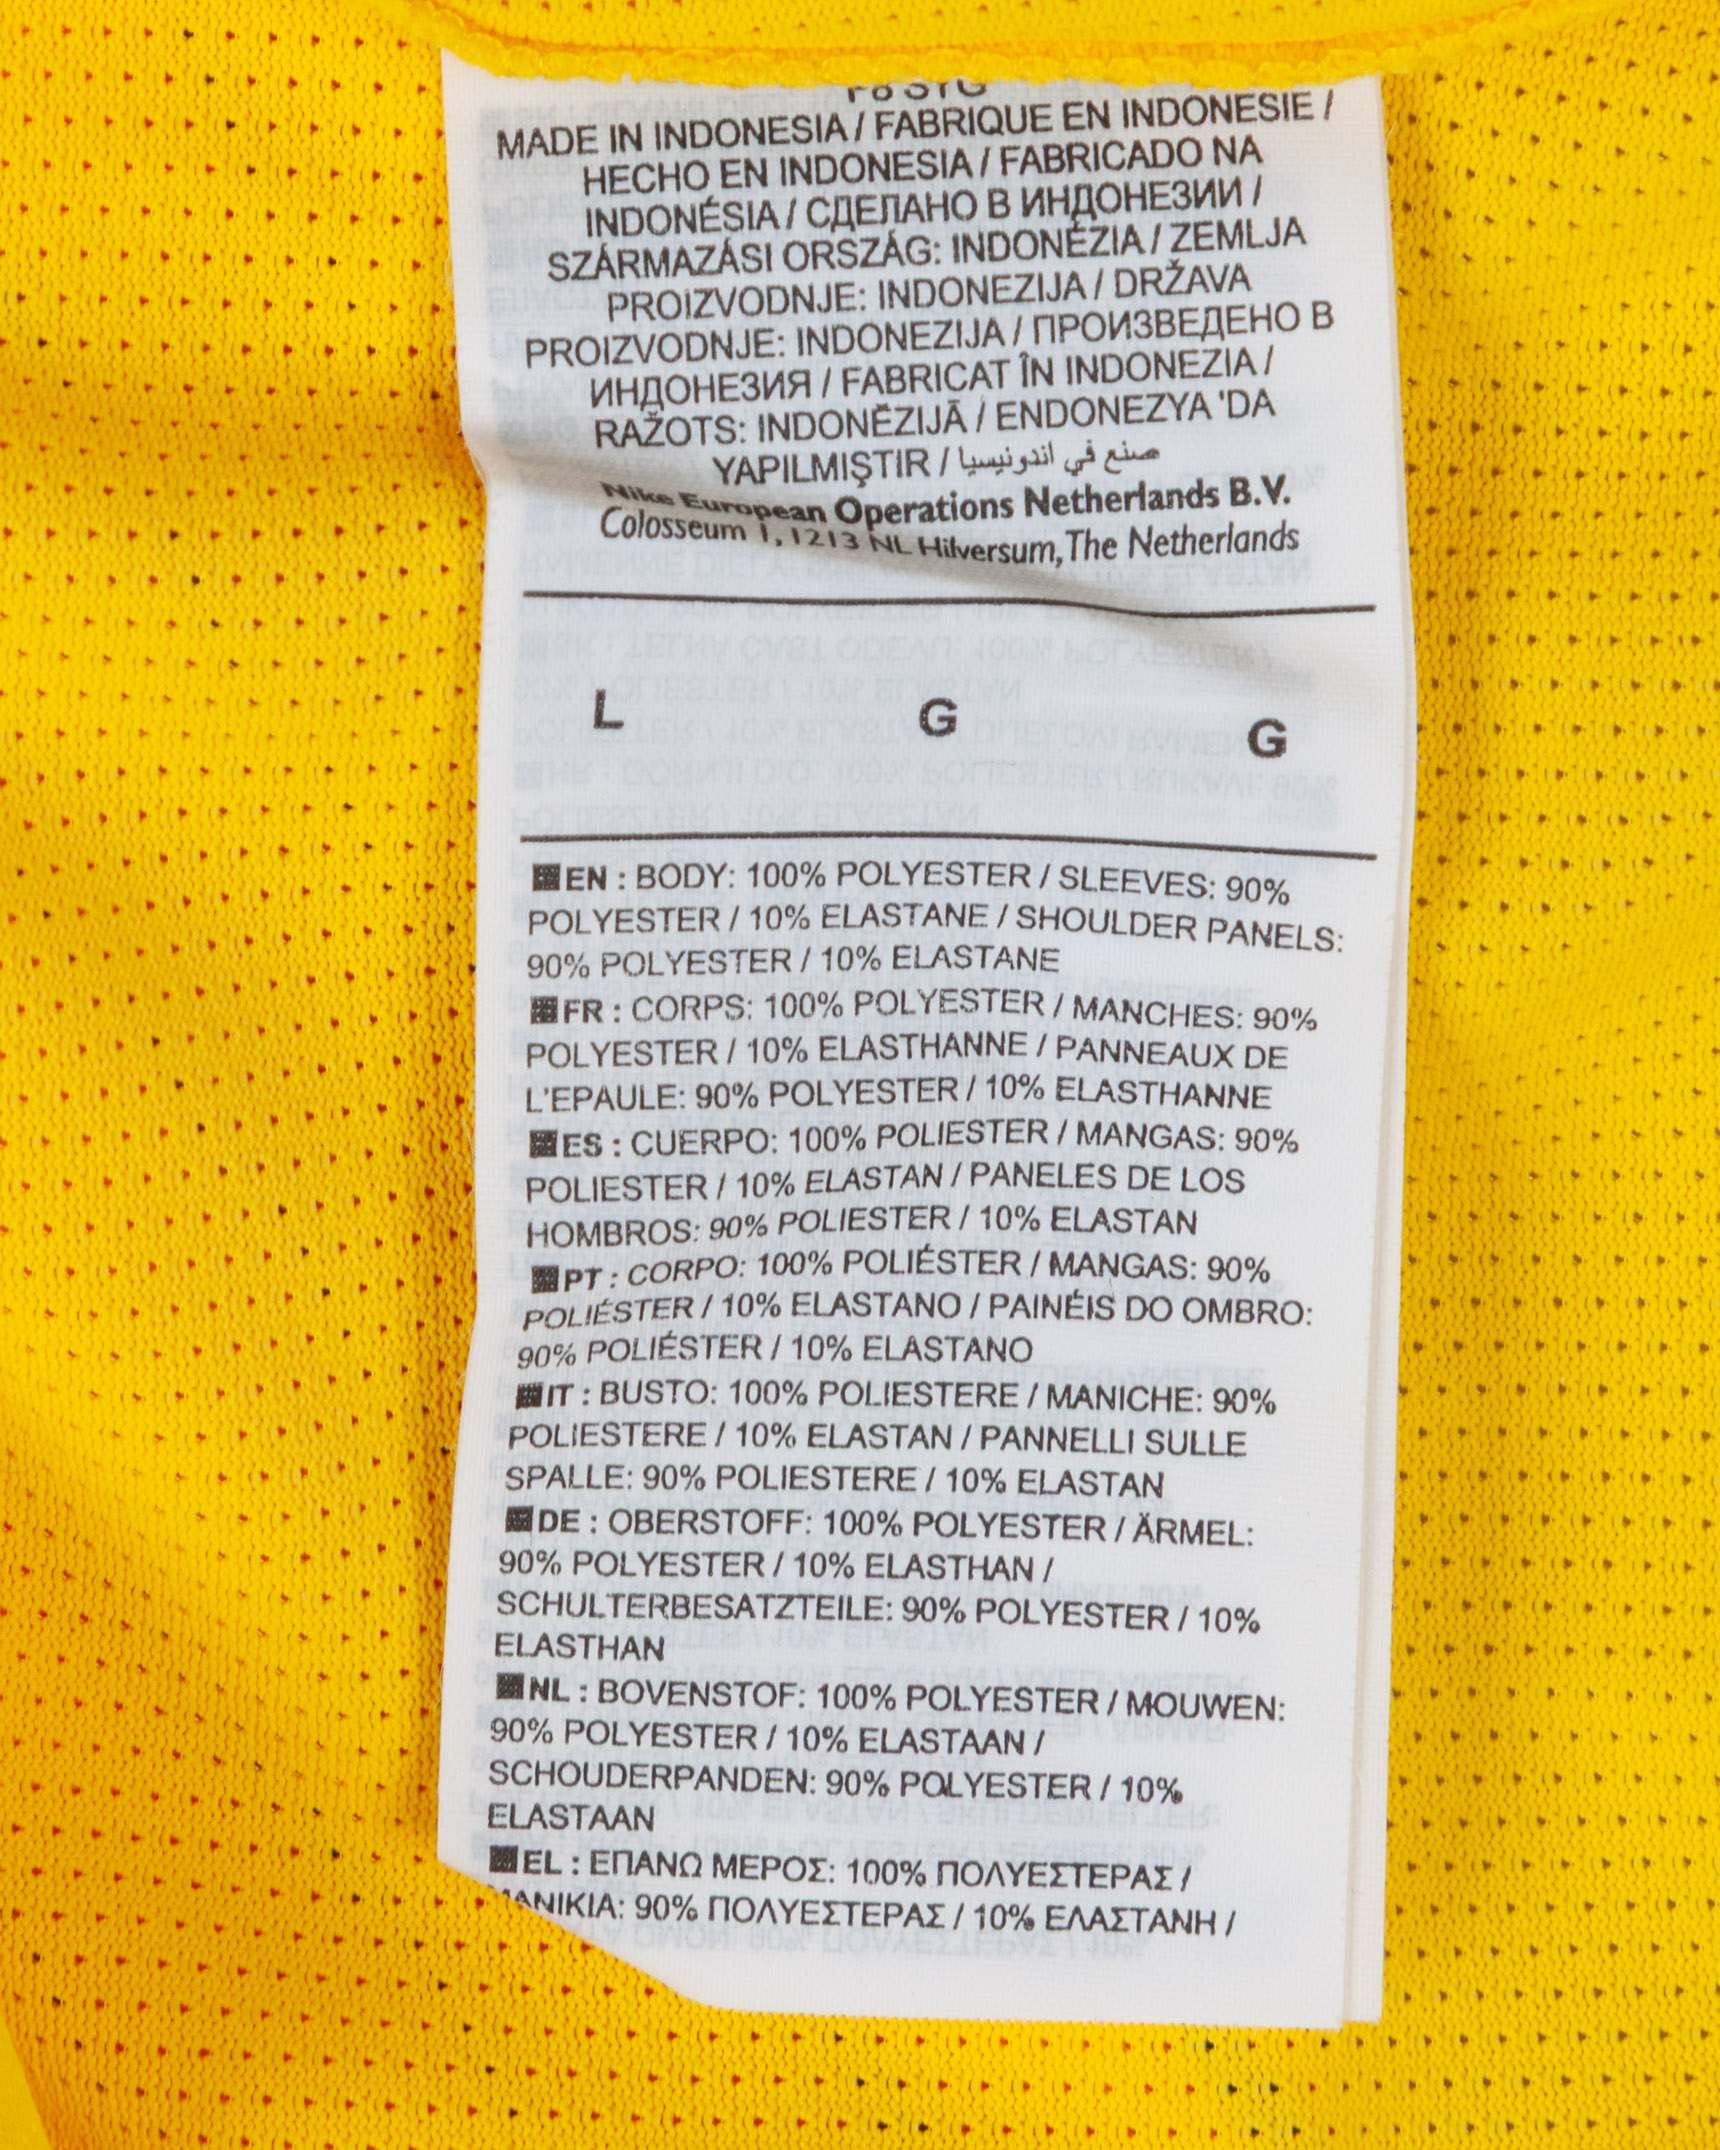 MADE IN INDONESIA / FABRIQUE EN INDONESIE /
HECHO EN INDONESIA / FABRICADO NA
INDONÉSIA / СДЕЛАНО В ИНДОНЕЗИИ /
SZÁRMAZÁSI ORSZÁG: INDONÉZIA / ZEMLJA
PROIZVODNJE: INDONEZIJA / DRŽAVA
PROIZVODNJE: INDONEZIJA / ПРОИЗВЕДЕНО В
ИНДОНЕЗИЯ / FABRICAT ÎN INDONEZIA /
RAŽOTS: INDONĒZIJĀ / ENDONEZYA 'DA
YAPILMIŞTIR / صنع في اندونيسيا
Nike European Operations Netherlands B.V.
Colosseum 1, 1213 NL Hilversum, The Netherlands
L G G
EN : BODY: 100% POLYESTER / SLEEVES: 90%
POLYESTER / 10% ELASTANE / SHOULDER PANELS:
90% POLYESTER / 10% ELASTANE
FR : CORPS: 100% POLYESTER / MANCHES: 90%
POLYESTER / 10% ELASTHANNE / PANNEAUX DE
L'EPAULE: 90% POLYESTER / 10% ELASTHANNE
ES : CUERPO: 100% POLIESTER / MANGAS: 90%
POLIESTER / 10% ELASTAN / PANELES DE LOS
HOMBROS: 90% POLIESTER / 10% ELASTAN
PT : CORPO: 100% POLIÉSTER / MANGAS: 90%
POLIÉSTER / 10% ELASTANO / PAINÉIS DO OMBRO:
90% POLIÉSTER / 10% ELASTANO
IT : BUSTO: 100% POLIESTERE / MANICHE: 90%
POLIESTERE / 10% ELASTAN / PANNELLI SULLE
SPALLE: 90% POLIESTERE / 10% ELASTAN
DE : OBERSTOFF: 100% POLYESTER / ÄRMEL:
90% POLYESTER / 10% ELASTHAN /
SCHULTERBESATZTEILE: 90% POLYESTER / 10%
ELASTHAN
NL : BOVENSTOF: 100% POLYESTER / MOUWEN:
90% POLYESTER / 10% ELASTAAN /
SCHOUDERPANDEN: 90% POLYESTER / 10%
ELASTAAN
EL : ΕΠΑΝΩ ΜΕΡΟΣ: 100% ΠΟΛΥΕΣΤΕΡΑΣ /
ΜΑΝΙΚΙΑ: 90% ΠΟΛΥΕΣΤΕΡΑΣ / 10% ΕΛΑΣΤΑΝΗ /